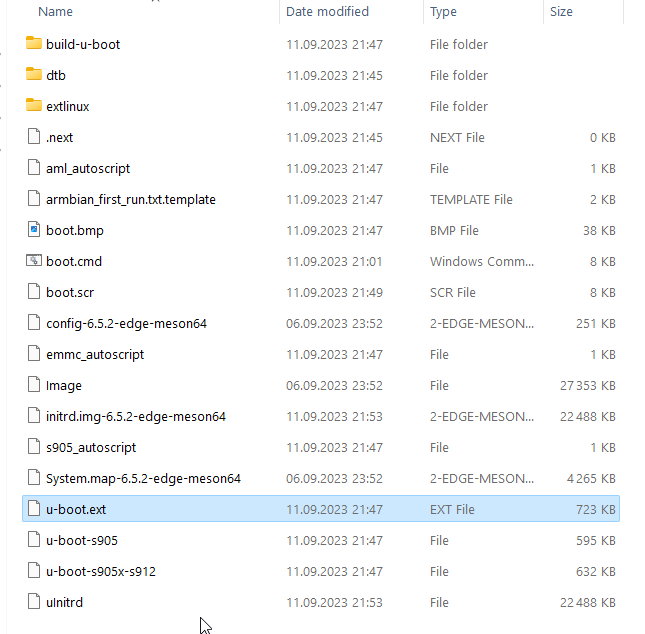 Name Date modified Type Size
build-u-boot 11.09.2023 21:47 File folder
dtb 11.09.2023 21:45 File folder
extlinux 11.09.2023 21:47 File folder
.next 11.09.2023 21:45 NEXT File 0 KB
aml_autoscript 11.09.2023 21:47 File 1 KB
armbian_first_run.txt.template 11.09.2023 21:47 TEMPLATE File 2 KB
boot.bmp 11.09.2023 21:47 BMP File 38 KB
boot.cmd 11.09.2023 21:01 Windows Comm... 8 KB
boot.scr 11.09.2023 21:49 SCR File 8 KB
config-6.5.2-edge-meson64 06.09.2023 23:52 2-EDGE-MESON... 251 KB
emmc_autoscript 11.09.2023 21:47 File 1 KB
Image 06.09.2023 23:52 File 27 353 KB
initrd.img-6.5.2-edge-meson64 11.09.2023 21:53 2-EDGE-MESON... 22 488 KB
s905_autoscript 11.09.2023 21:47 File 1 KB
System.map-6.5.2-edge-meson64 06.09.2023 23:52 2-EDGE-MESON... 4 265 KB
u-boot.ext 11.09.2023 21:47 EXT File 723 KB
u-boot-s905 11.09.2023 21:47 File 595 KB
u-boot-s905x-s912 11.09.2023 21:47 File 632 KB
uInitrd 11.09.2023 21:53 File 22 488 KB